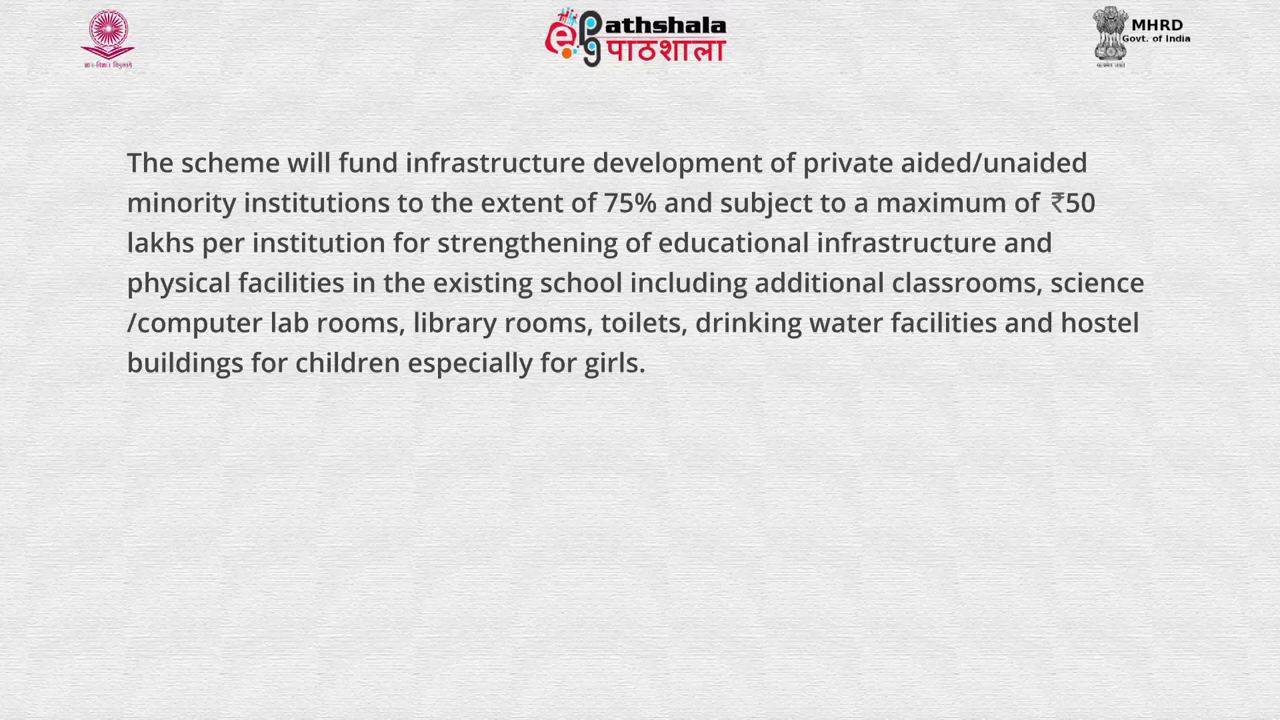 ePathshala
पाठशाला
MHRD
Govt. of India
The scheme will fund infrastructure development of private aided/unaided
minority institutions to the extent of 75% and subject to a maximum of ₹50
lakhs per institution for strengthening of educational infrastructure and
physical facilities in the existing school including additional classrooms, science
/computer lab rooms, library rooms, toilets, drinking water facilities and hostel
buildings for children especially for girls.